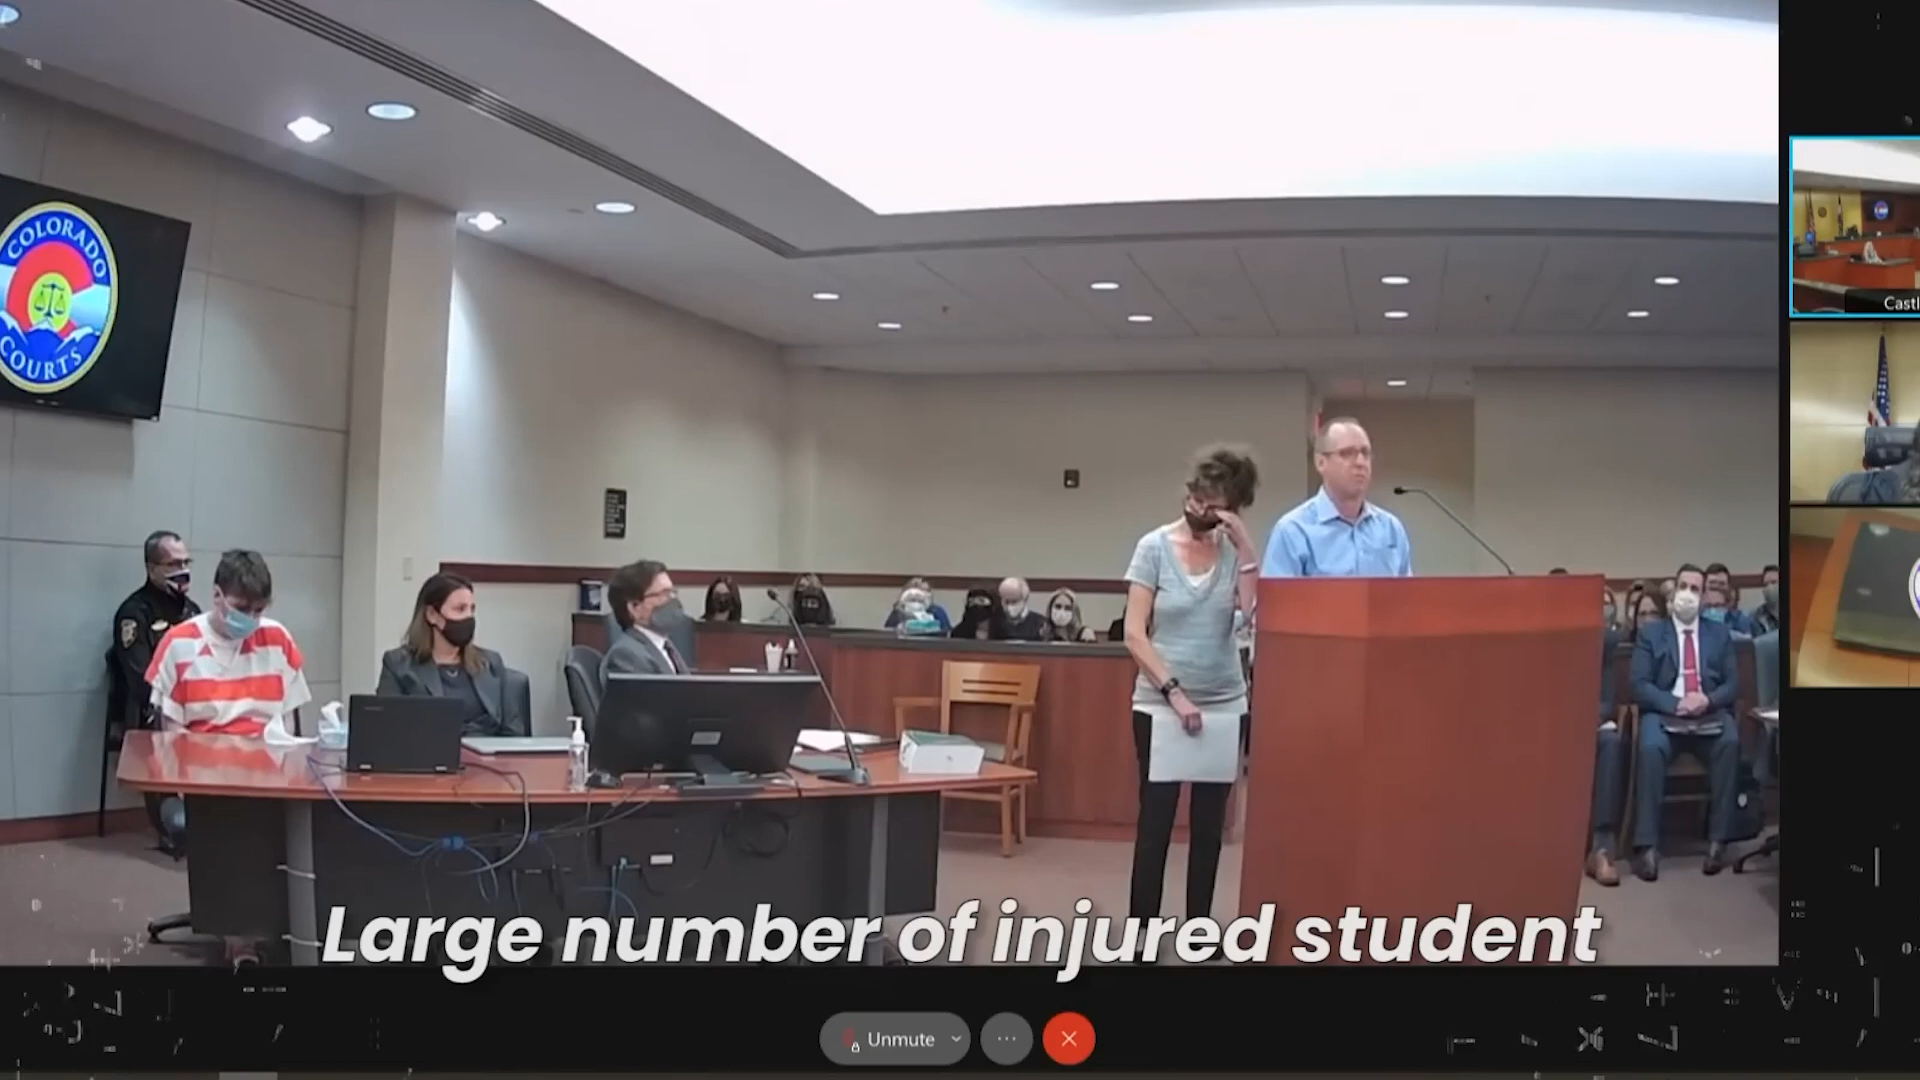 COLORADO
COURTS
Castl
Large number of injured student
Unmute